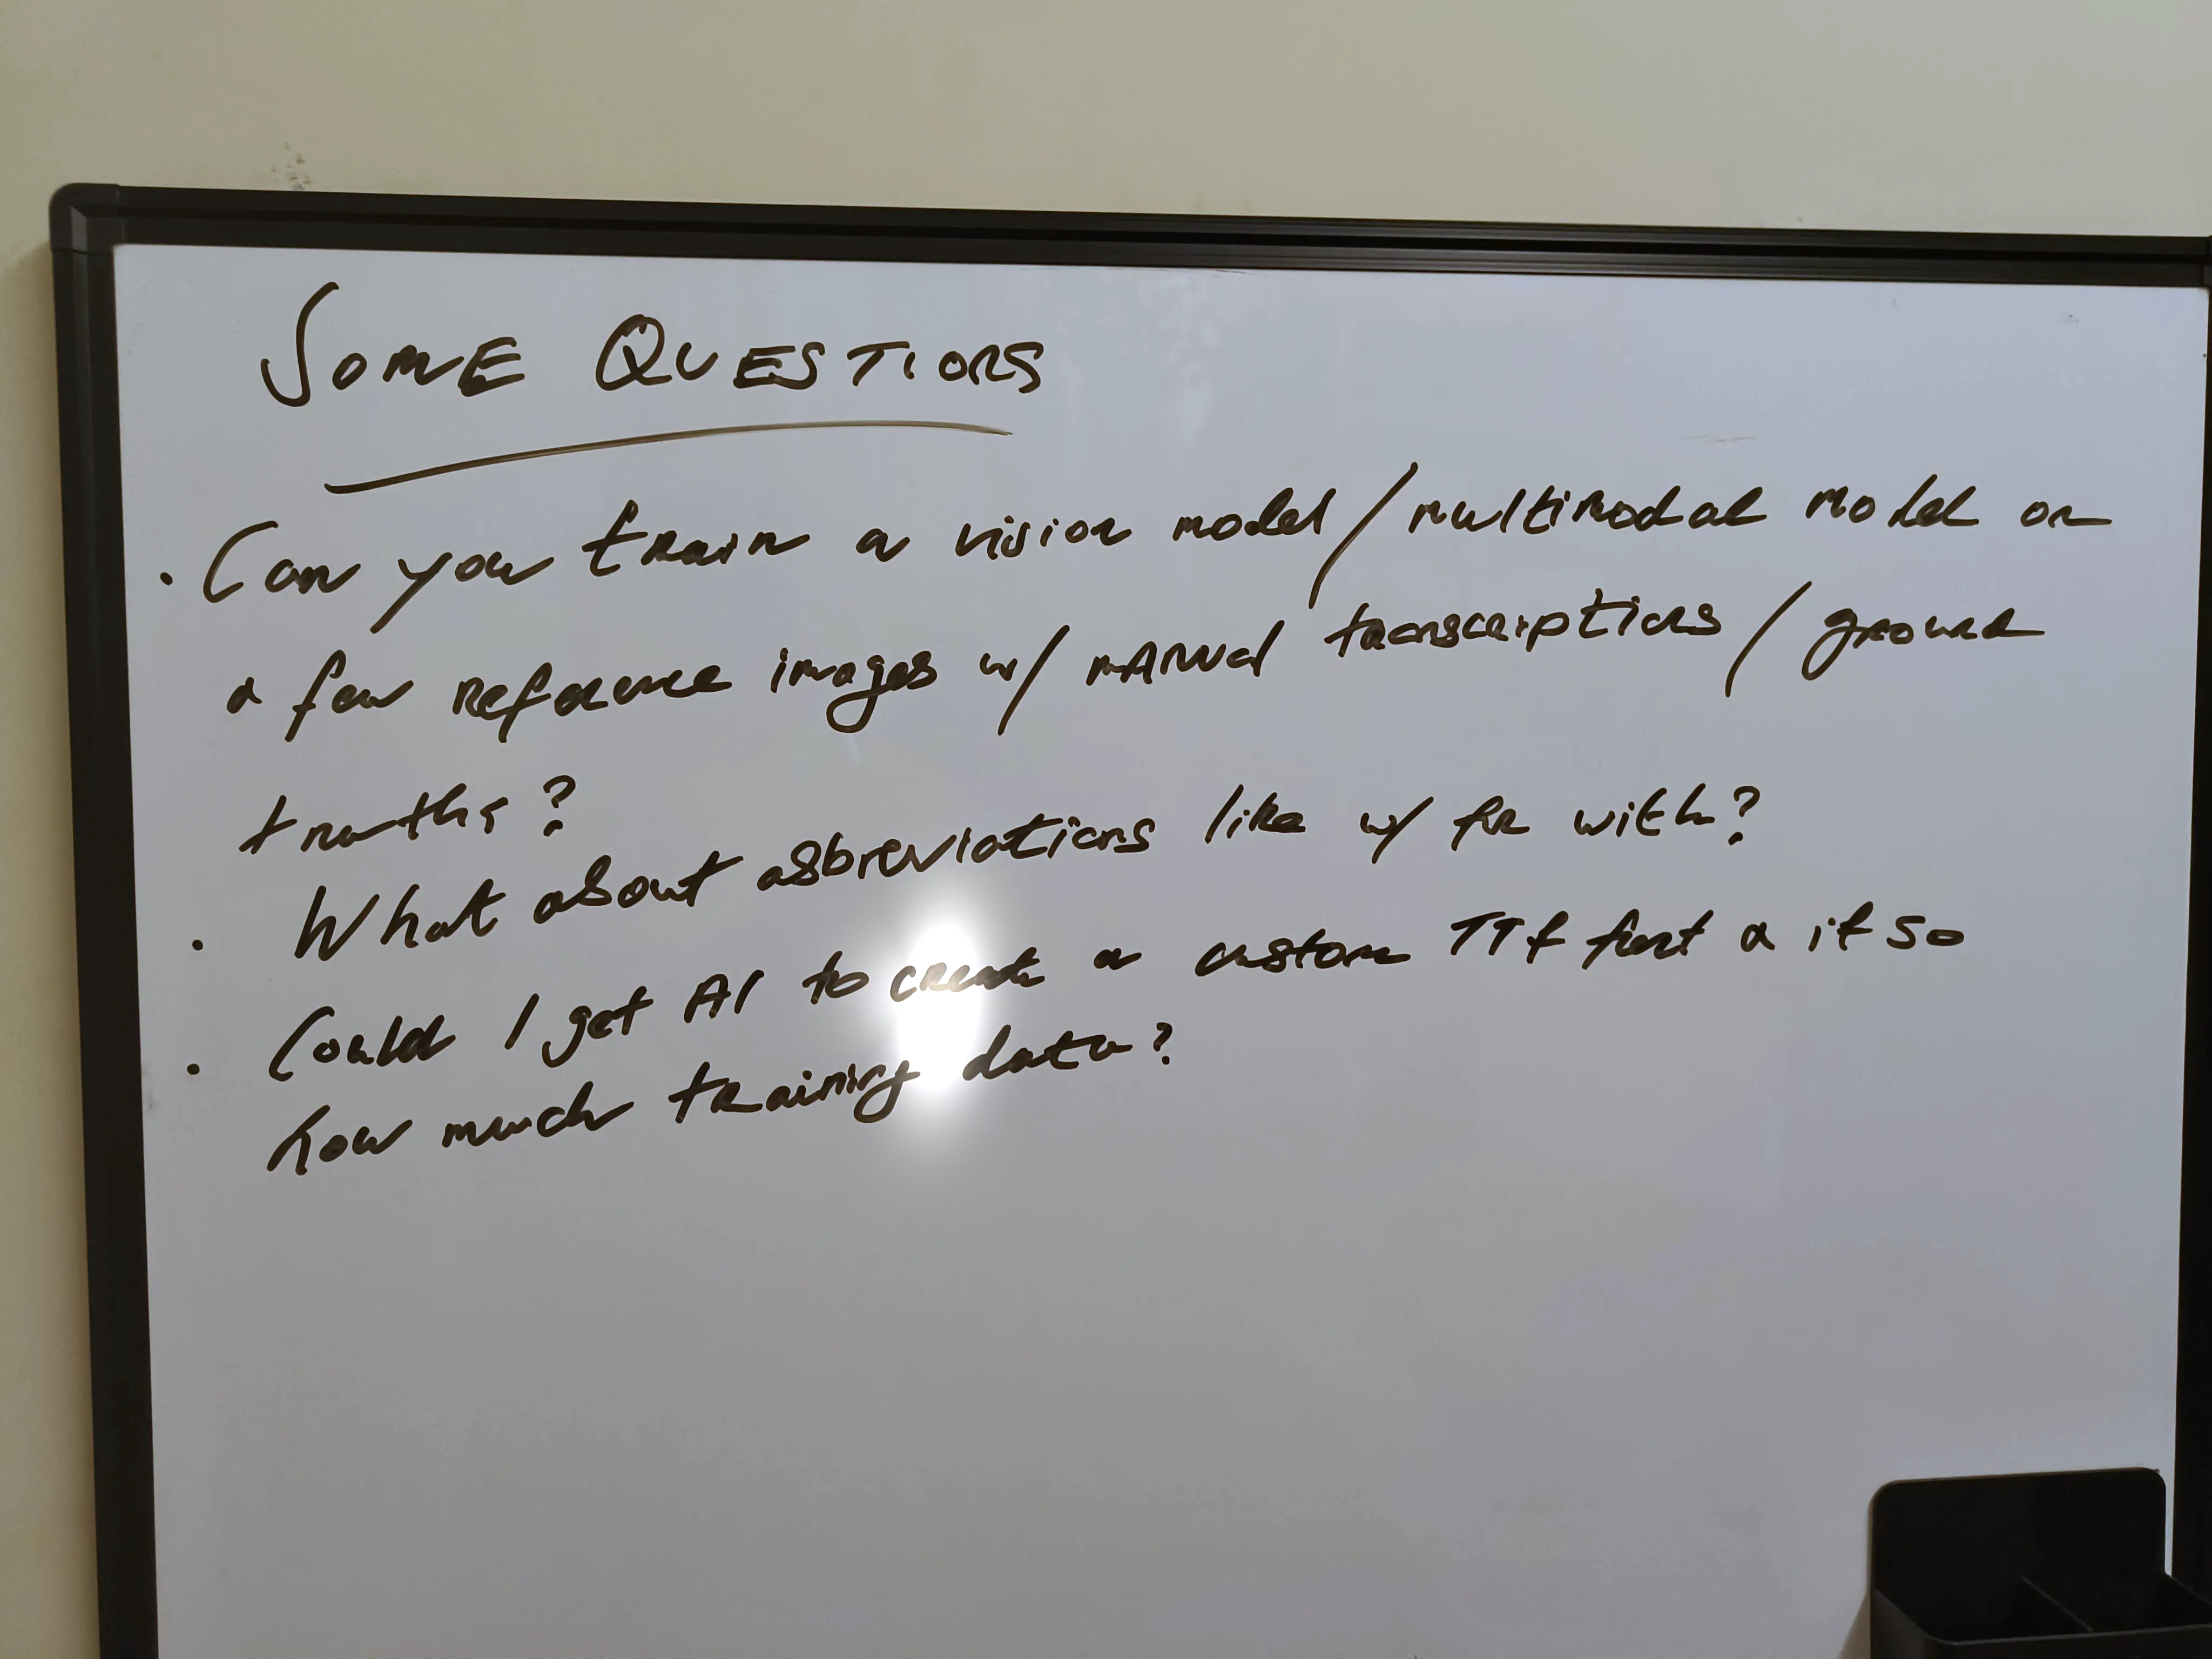 SOME QUESTIONS
· Can you train a vision model/multimodal model on
a few reference images w/ MANUAl transcriptions/ground
truths?
· What about abbreviations like w/ for with?
· Could I get AI to create a custom TTF font & if so
how much training data?